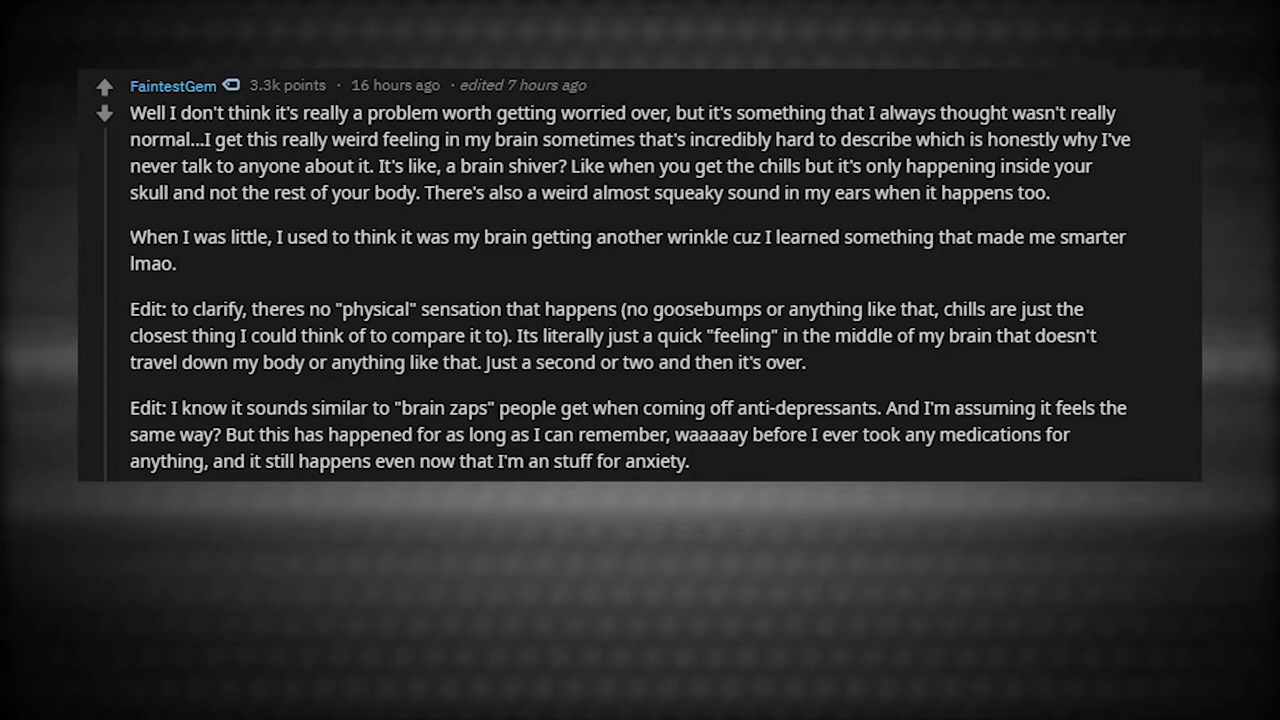 FaintestGem 3.3k points · 16 hours ago · edited 7 hours ago
Well I don't think it's really a problem worth getting worried over, but it's something that I always thought wasn't really
normal...I get this really weird feeling in my brain sometimes that's incredibly hard to describe which is honestly why I've
never talk to anyone about it. It's like, a brain shiver? Like when you get the chills but it's only happening inside your
skull and not the rest of your body. There's also a weird almost squeaky sound in my ears when it happens too.
When I was little, I used to think it was my brain getting another wrinkle cuz I learned something that made me smarter
lmao.
Edit: to clarify, theres no "physical" sensation that happens (no goosebumps or anything like that, chills are just the
closest thing I could think of to compare it to). Its literally just a quick "feeling" in the middle of my brain that doesn't
travel down my body or anything like that. Just a second or two and then it's over.
Edit: I know it sounds similar to "brain zaps" people get when coming off anti-depressants. And I'm assuming it feels the
same way? But this has happened for as long as I can remember, waaaaay before I ever took any medications for
anything, and it still happens even now that I'm an stuff for anxiety.